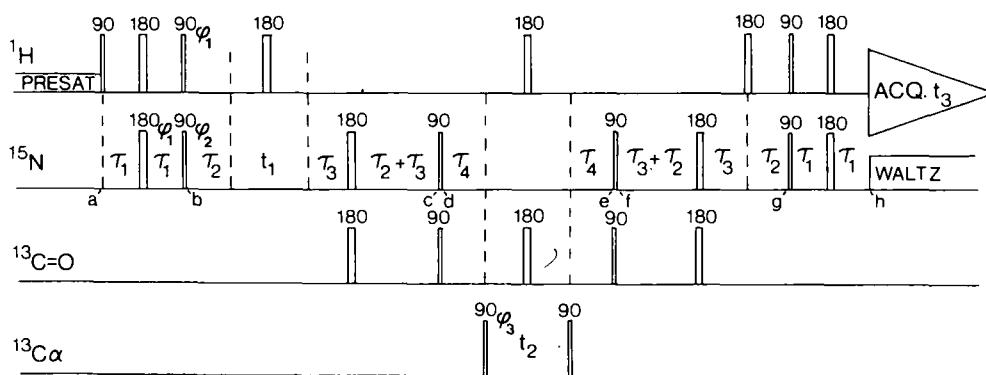 90 180 90φ₁ 180 180 180 90 180
¹H
PRESAT
ACQ. t₃
180φ₁ 90φ₂ 180 90 90 180 90 180
¹⁵N
τ₁ τ₁ τ₂ t₁ τ₃ τ₂+τ₃ τ₄ τ₄ τ₃+τ₂ τ₃ τ₂ τ₁ τ₁
WALTZ
a b c d e f g h
180 90 180 90 180
¹³C=O
90φ₃ 90
t₂
¹³Cα